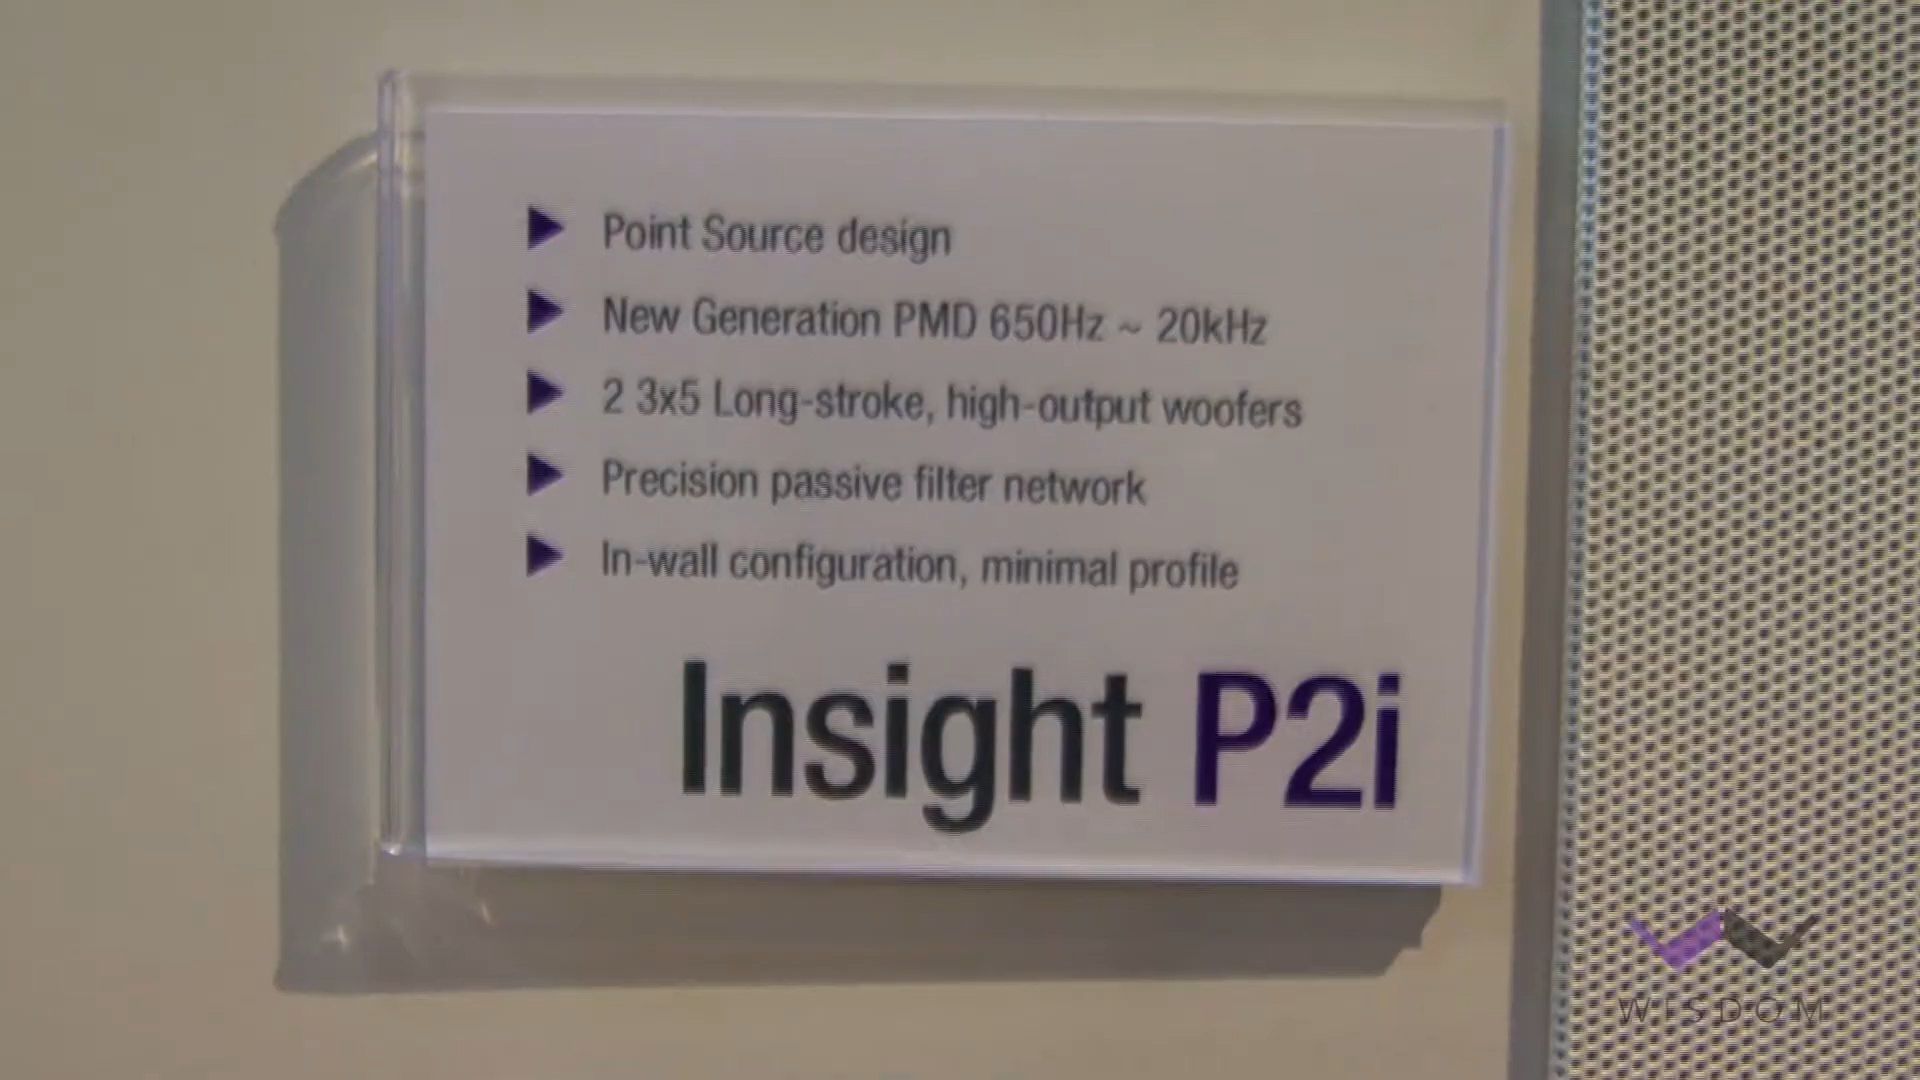 Point Source design
New Generation PMD 650Hz ~ 20kHz
2 3x5 Long-stroke, high-output woofers
Precision passive filter network
In-wall configuration, minimal profile
Insight P2i
WISDOM